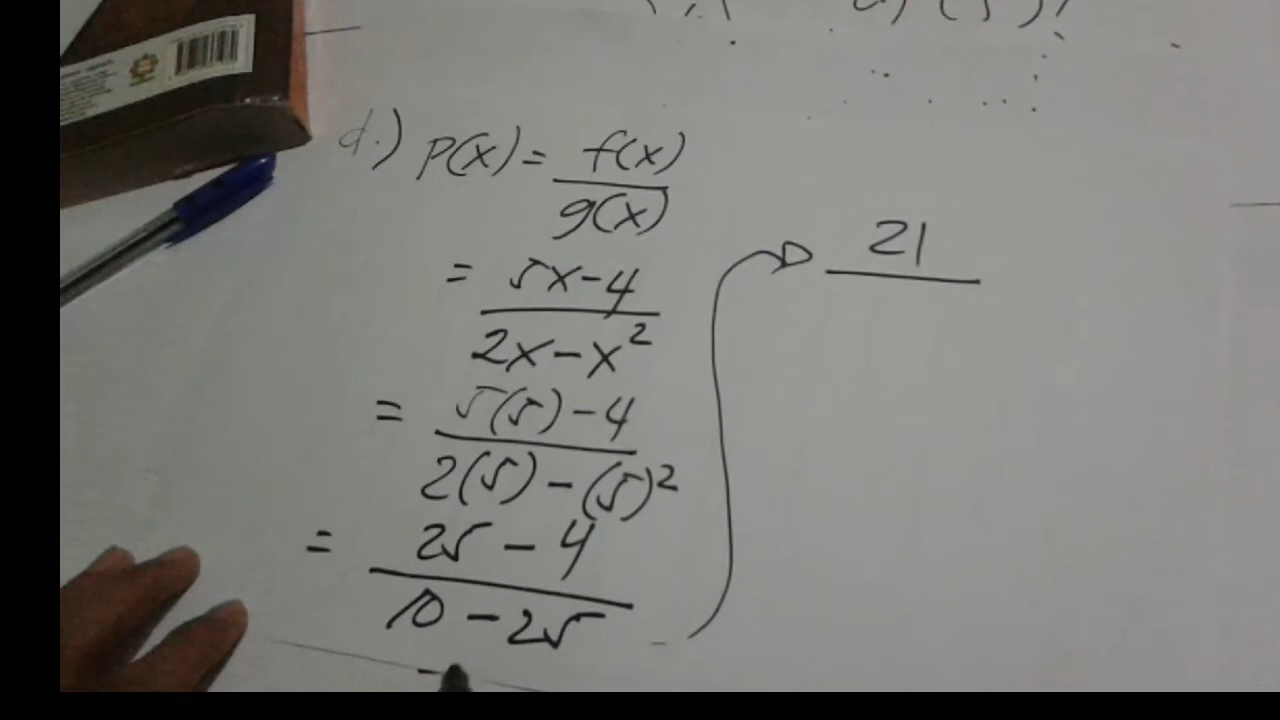 d.) p(x) = f(x)
g(x)
= 5x-4
2x-x²
= 5(5)-4
2(5)-(5)²
= 25-4
10-25
21